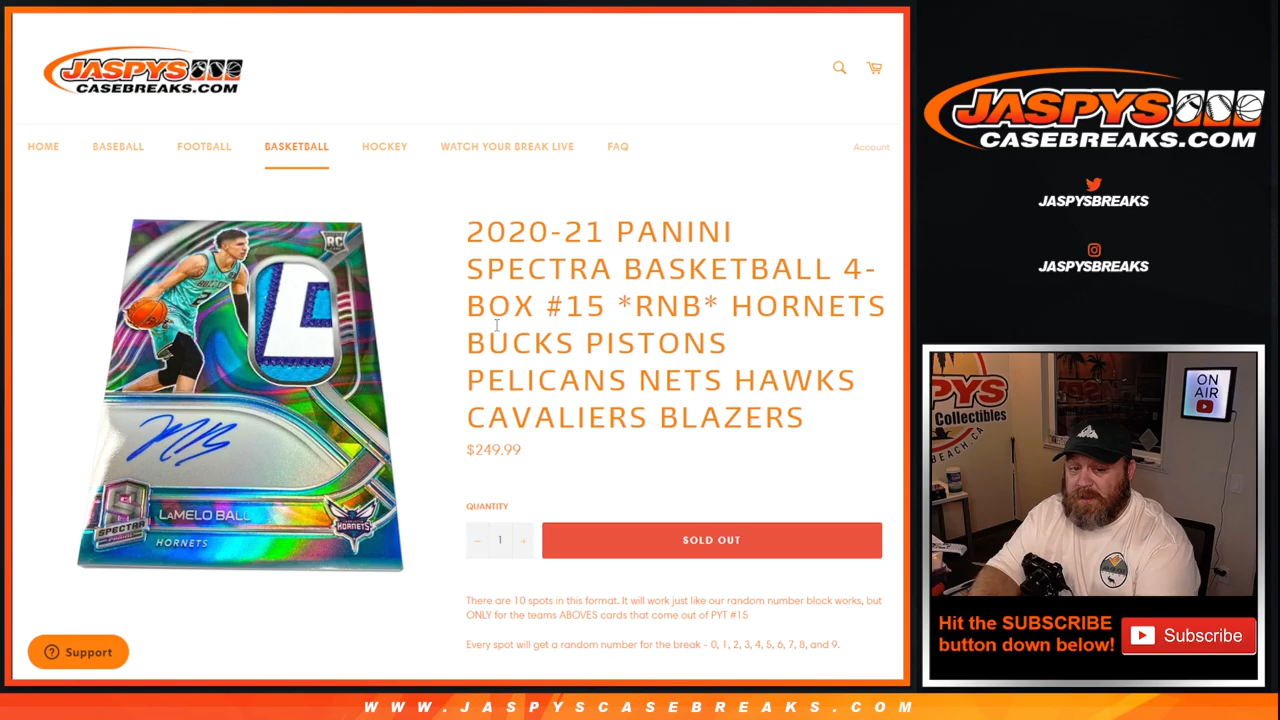 JASPYS
CASEBREAKS.COM
HOME
BASEBALL
FOOTBALL
BASKETBALL
HOCKEY
WATCH YOUR BREAK LIVE
FAQ
Account
RC
SPECTRA
LAMELO BALL
HORNETS
HORNETS
2020-21 PANINI
SPECTRA BASKETBALL 4-
BOX #15 *RNB* HORNETS
BUCKS PISTONS
PELICANS NETS HAWKS
CAVALIERS BLAZERS
$249.99
QUANTITY
− 1 +
SOLD OUT
There are 10 spots in this format. It will work just like our random number block works, but
ONLY for the teams ABOVES cards that come out of PYT #15
Every spot will get a random number for the break - 0, 1, 2, 3, 4, 5, 6, 7, 8, and 9.
Support
JASPYS
CASEBREAKS.COM
JASPYSBREAKS
JASPYSBREAKS
PYS
Collectibles
BEACH, CA
ON
AIR
Hit the SUBSCRIBE
button down below!
Subscribe
WWW.JASPYSCASEBREAKS.COM